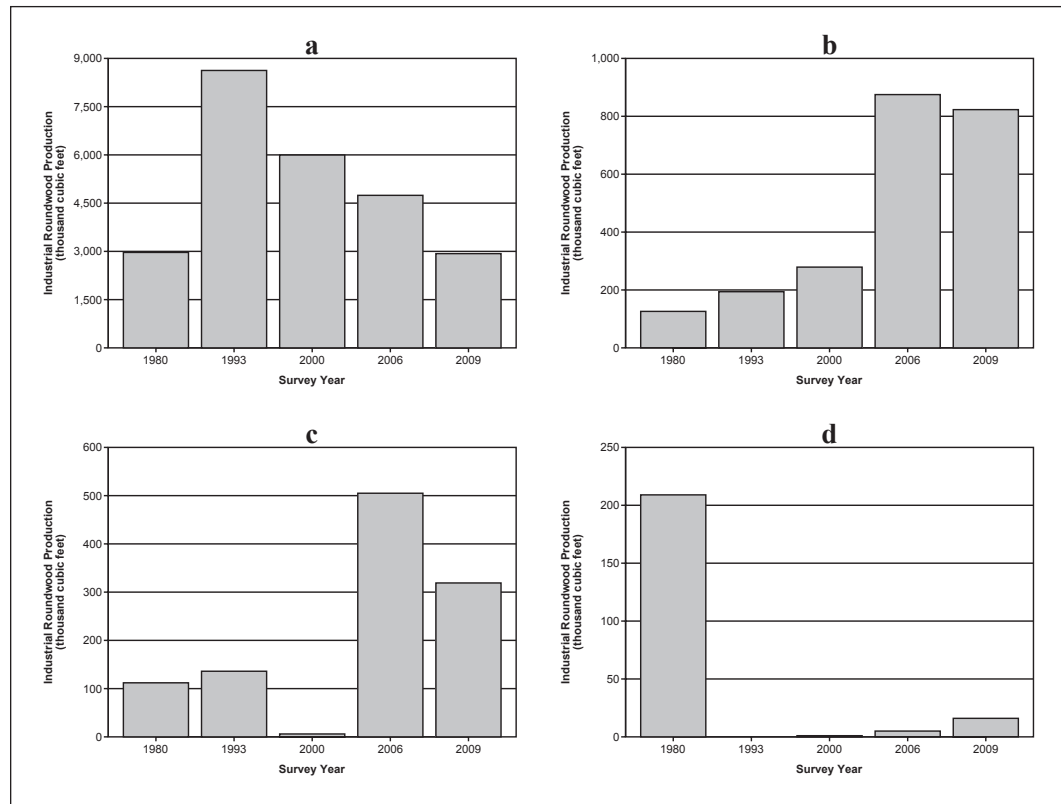 a
Industrial Roundwood Production
(thousand cubic feet)
9,000
7,500
6,000
4,500
3,000
1,500
0
1980 1993 2000 2006 2009
Survey Year
b
Industrial Roundwood Production
(thousand cubic feet)
1,000
800
600
400
200
0
1980 1993 2000 2006 2009
Survey Year
c
Industrial Roundwood Production
(thousand cubic feet)
600
500
400
300
200
100
0
1980 1993 2000 2006 2009
Survey Year
d
Industrial Roundwood Production
(thousand cubic feet)
250
200
150
100
50
0
1980 1993 2000 2006 2009
Survey Year